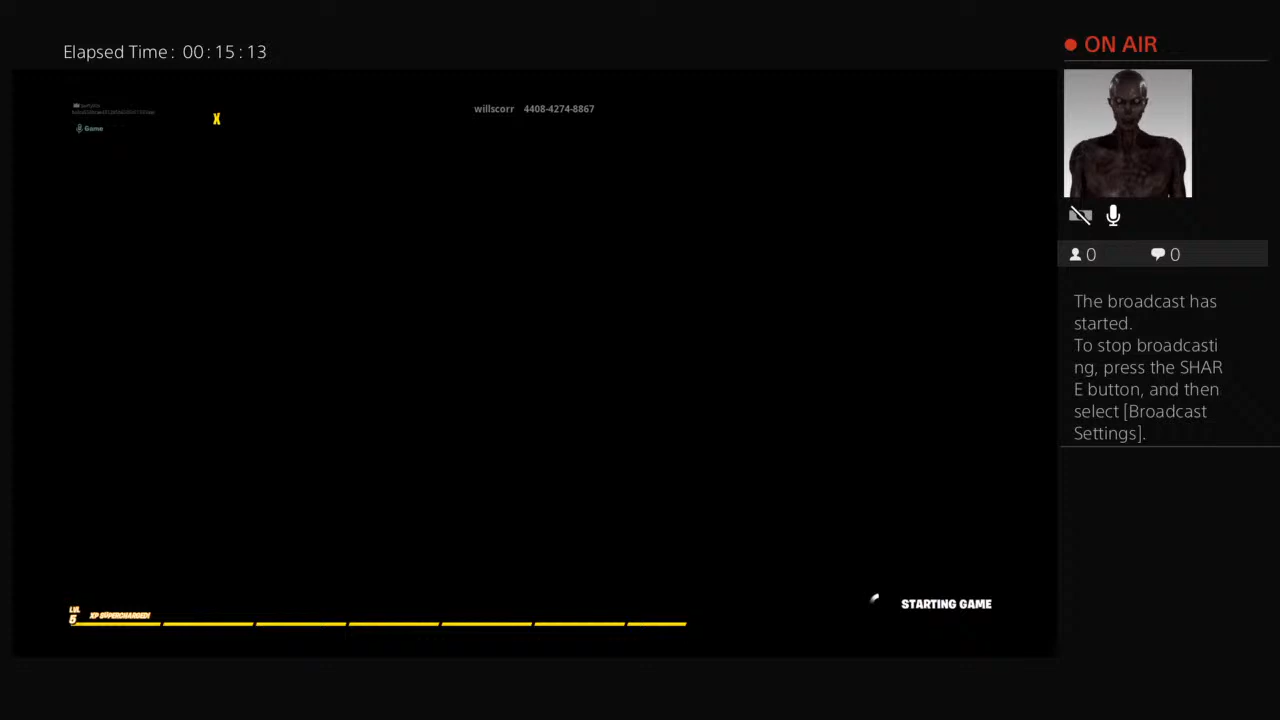 Elapsed Time: 00:15:13
ON AIR
willscorr 4408-4274-8867
X
Game
0 0
The broadcast has
started.
To stop broadcasti
ng, press the SHAR
E button, and then
select [Broadcast
Settings].
LVL
5 XP SUPERCHARGED!
STARTING GAME